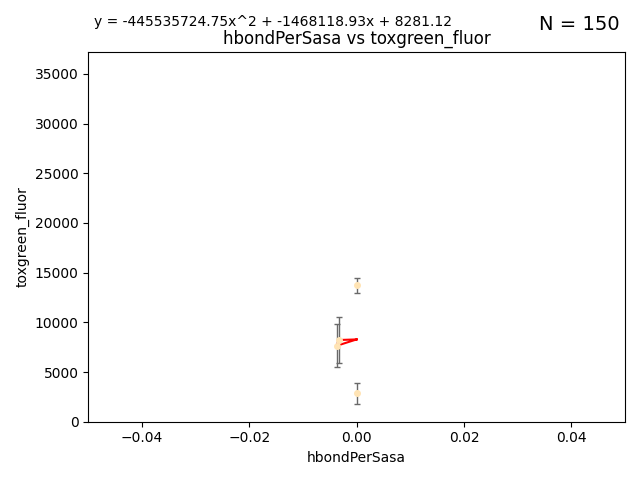 y = -445535724.75x^2 + -1468118.93x + 8281.12
N = 150
hbondPerSasa vs toxgreen_fluor
35000
30000
25000
20000
15000
10000
5000
0
toxgreen_fluor
−0.04 −0.02 0.00 0.02 0.04
hbondPerSasa